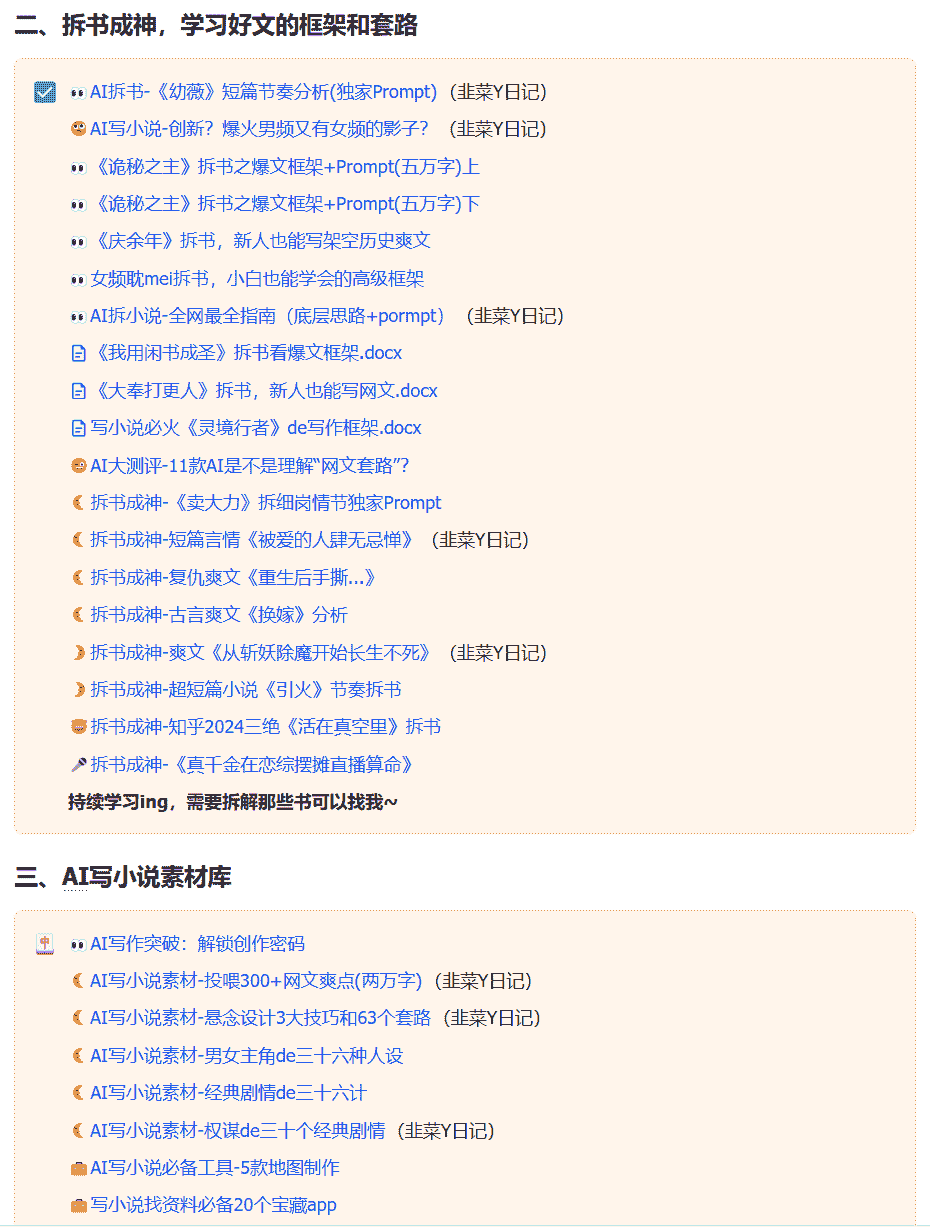 二、拆书成神，学习好文的框架和套路
AI拆书-《幼薇》短篇节奏分析(独家Prompt)（韭菜Y日记）
AI写小说-创新？爆火男频又有女频的影子？（韭菜Y日记）
《诡秘之主》拆书之爆文框架+Prompt(五万字)上
《诡秘之主》拆书之爆文框架+Prompt(五万字)下
《庆余年》拆书，新人也能写架空历史爽文
女频耽mei拆书，小白也能学会的高级框架
AI拆小说-全网最全指南（底层思路+pormpt）（韭菜Y日记）
《我用闲书成圣》拆书看爆文框架.docx
《大奉打更人》拆书，新人也能写网文.docx
写小说必火《灵境行者》de写作框架.docx
AI大测评-11款AI是不是理解“网文套路”？
拆书成神-《卖大力》拆细岗情节独家Prompt
拆书成神-短篇言情《被爱的人肆无忌惮》（韭菜Y日记）
拆书成神-复仇爽文《重生后手撕...》
拆书成神-古言爽文《换嫁》分析
拆书成神-爽文《从斩妖除魔开始长生不死》（韭菜Y日记）
拆书成神-超短篇小说《引火》节奏拆书
拆书成神-知乎2024三绝《活在真空里》拆书
拆书成神-《真千金在恋综摆摊直播算命》
持续学习ing，需要拆解那些书可以找我~
三、AI写小说素材库
AI写作突破：解锁创作密码
AI写小说素材-投喂300+网文爽点(两万字)（韭菜Y日记）
AI写小说素材-悬念设计3大技巧和63个套路（韭菜Y日记）
AI写小说素材-男女主角de三十六种人设
AI写小说素材-经典剧情de三十六计
AI写小说素材-权谋de三十个经典剧情（韭菜Y日记）
AI写小说必备工具-5款地图制作
写小说找资料必备20个宝藏app